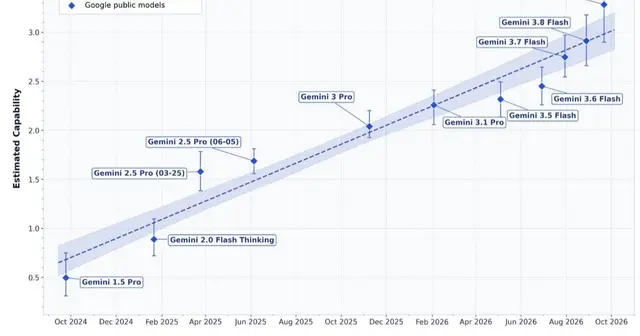 Google public models
3.0
2.5
2.0
1.5
1.0
0.5
Estimated Capability
Gemini 3.8 Flash
Gemini 3.7 Flash
Gemini 3 Pro
Gemini 3.6 Flash
Gemini 3.1 Pro
Gemini 3.5 Flash
Gemini 2.5 Pro (06-05)
Gemini 2.5 Pro (03-25)
Gemini 2.0 Flash Thinking
Gemini 1.5 Pro
Oct 2024
Dec 2024
Feb 2025
Apr 2025
Jun 2025
Aug 2025
Oct 2025
Dec 2025
Feb 2026
Apr 2026
Jun 2026
Aug 2026
Oct 2026